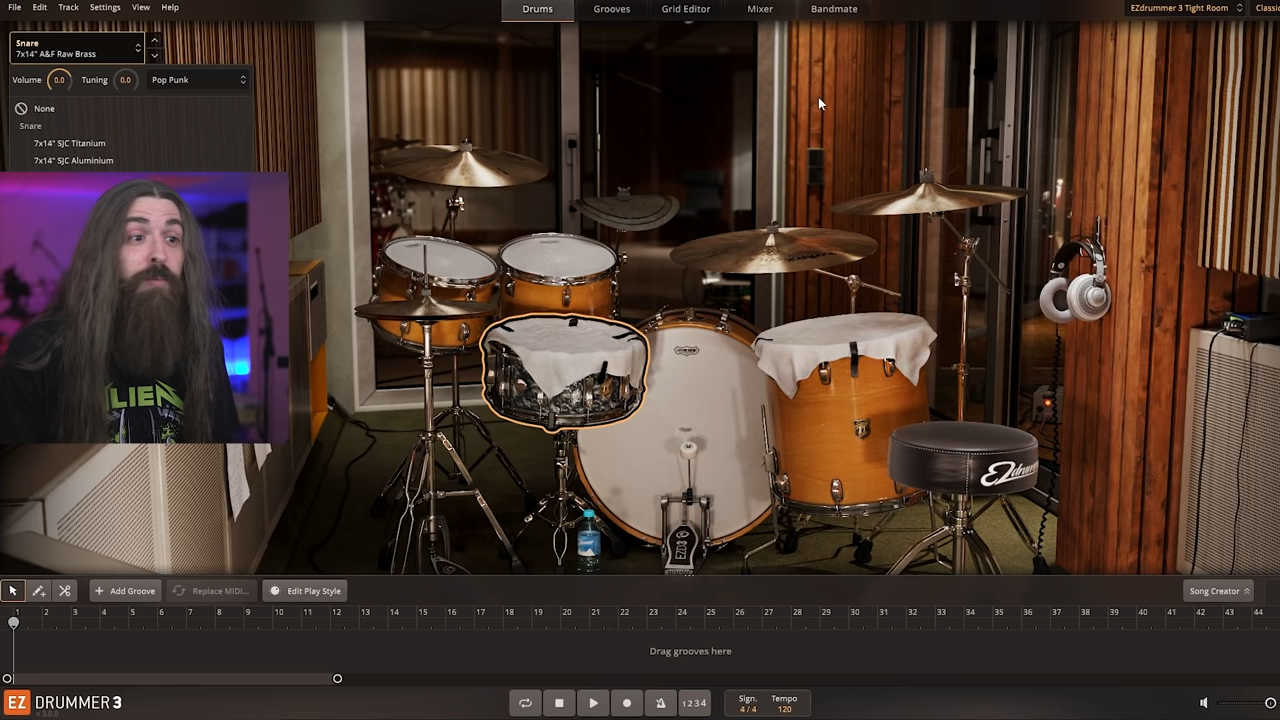 File Edit Track Settings View Help
Drums Grooves Grid Editor Mixer Bandmate
EZdrummer 3 Tight Room
Snare
7x14" A&F Raw Brass
Volume 0.0 Tuning 0.0 Pop Punk
None
Snare
7x14" SJC Titanium
7x14" SJC Aluminium
LIEN
EZdrum
EZD3
Add Groove Replace MIDI... Edit Play Style Song Creator
1 2 3 4 5 6 7 8 9 10 11 12 13 14 15 16 17 18 19 20 21 22 23 24 25 26 27 28 29 30 31 32 33 34 35 36 37 38 39 40 41 42 43 44
Drag grooves here
EZ DRUMMER 3
1 2 3 4
Sign. Tempo
4 / 4 120